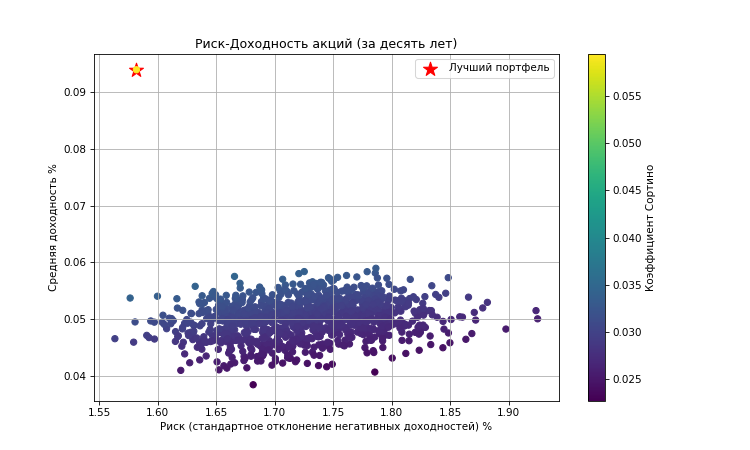 Риск-Доходность акций (за десять лет)
Лучший портфель
0.09
0.08
0.07
0.06
0.05
0.04
Средняя доходность %
1.55 1.60 1.65 1.70 1.75 1.80 1.85 1.90
Риск (стандартное отклонение негативных доходностей) %
0.055
0.050
0.045
0.040
0.035
0.030
0.025
Коэффициент Сортино